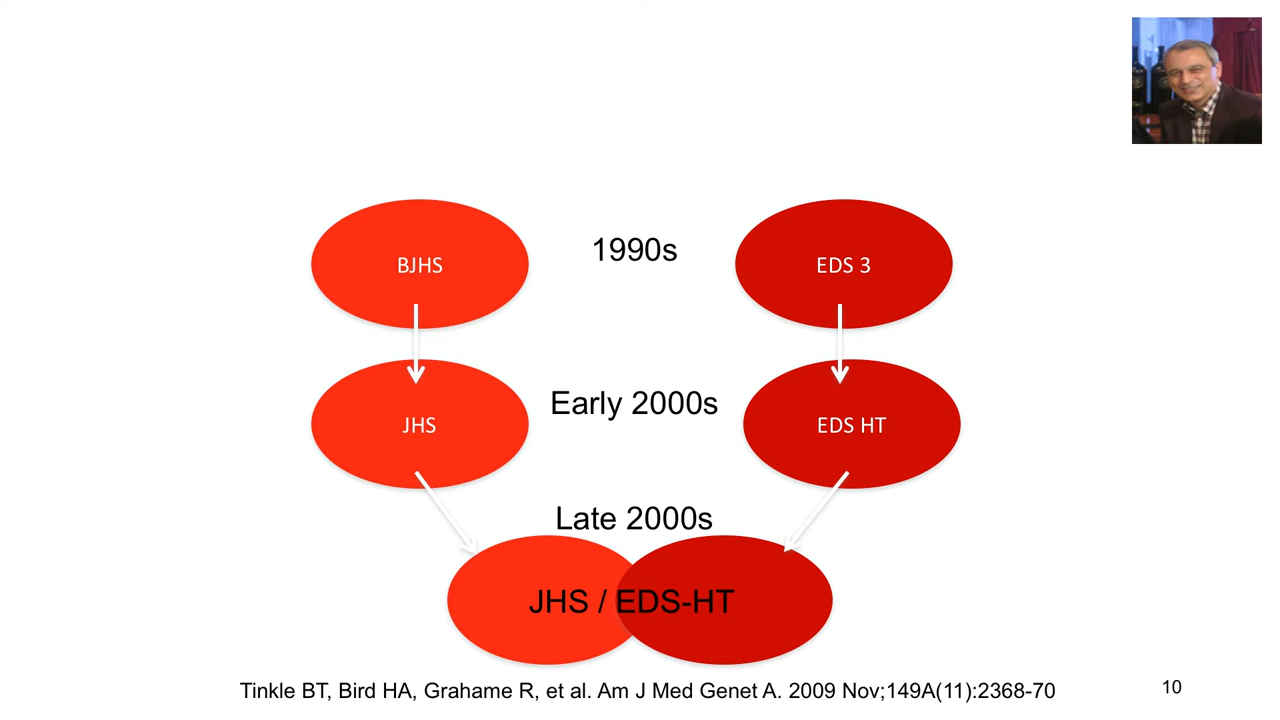 BJHS
1990s
EDS 3
JHS
Early 2000s
EDS HT
Late 2000s
JHS / EDS-HT
Tinkle BT, Bird HA, Grahame R, et al. Am J Med Genet A. 2009 Nov;149A(11):2368-70
10